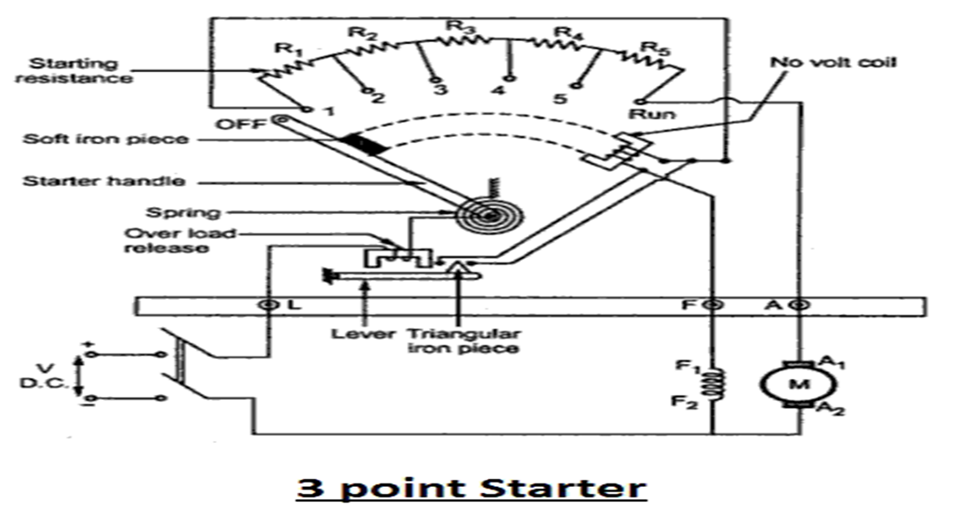 R1 R2 R3 R4 R5
Starting
resistance
No volt coil
1 2 3 4 5 Run
OFF
Soft iron piece
Starter handle
Spring
Over load
release
L F A
Lever Triangular
iron piece
+
V
D.C.
−
F1
F2
A1
M
A2
3 point Starter